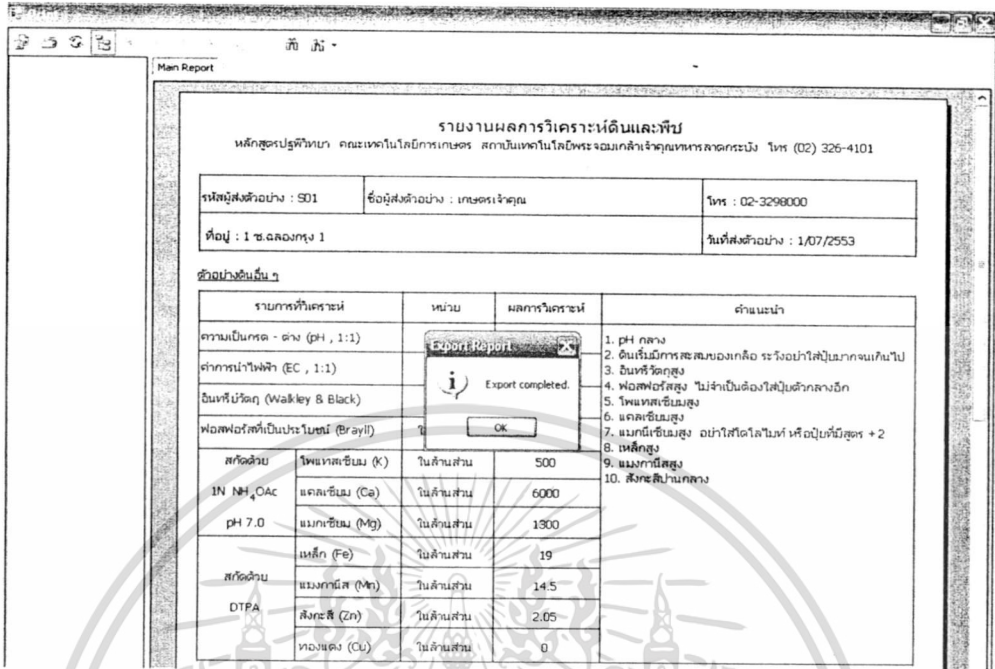 Main Report
รายงานผลการวิเคราะห์ดินและพืช
หลักสูตรปฐพีวิทยา คณะเทคโนโลยีการเกษตร สถาบันเทคโนโลยีพระจอมเกล้าเจ้าคุณทหารลาดกระบัง โทร (02) 326-4101
รหัสผู้ส่งตัวอย่าง : S01 ชื่อผู้ส่งตัวอย่าง : เกษตรเจ้าคุณ โทร : 02-3298000
ที่อยู่ : 1 ซ.ฉลองกรุง 1 วันที่ส่งตัวอย่าง : 1/07/2553
ตัวอย่างดินอื่น ๆ
รายการที่วิเคราะห์ หน่วย ผลการวิเคราะห์ คำแนะนำ
ความเป็นกรด - ด่าง (pH , 1:1)
ค่าการนำไฟฟ้า (EC , 1:1)
อินทรีย์วัตถุ (Walkley & Black)
ฟอสฟอรัสที่เป็นประโยชน์ (BrayII)
Export Report
Export completed.
OK
1. pH กลาง
2. ดินเริ่มมีการสะสมของเกลือ ระวังอย่าใส่ปุ๋ยมากจนเกินไป
3. อินทรีวัตถุสูง
4. ฟอสฟอรัสสูง ไม่จำเป็นต้องใส่ปุ๋ยตัวกลางอีก
5. โพแทสเซียมสูง
6. แคลเซียมสูง
7. แมกนีเซียมสูง อย่าใส่โดโลไมท์ หรือปุ๋ยที่มีสูตร +2
8. เหล็กสูง
9. แมงกานีสสูง
10. สังกะสีปานกลาง
สกัดด้วย
1N NH4OAc
pH 7.0
โพแทสเซียม (K) ในล้านส่วน 500
แคลเซียม (Ca) ในล้านส่วน 6000
แมกเซียม (Mg) ในล้านส่วน 1300
สกัดด้วย
DTPA
เหล็ก (Fe) ในล้านส่วน 19
แมงกานีส (Mn) ในล้านส่วน 14.5
สังกะสี (Zn) ในล้านส่วน 2.05
ทองแดง (Cu) ในล้านส่วน 0